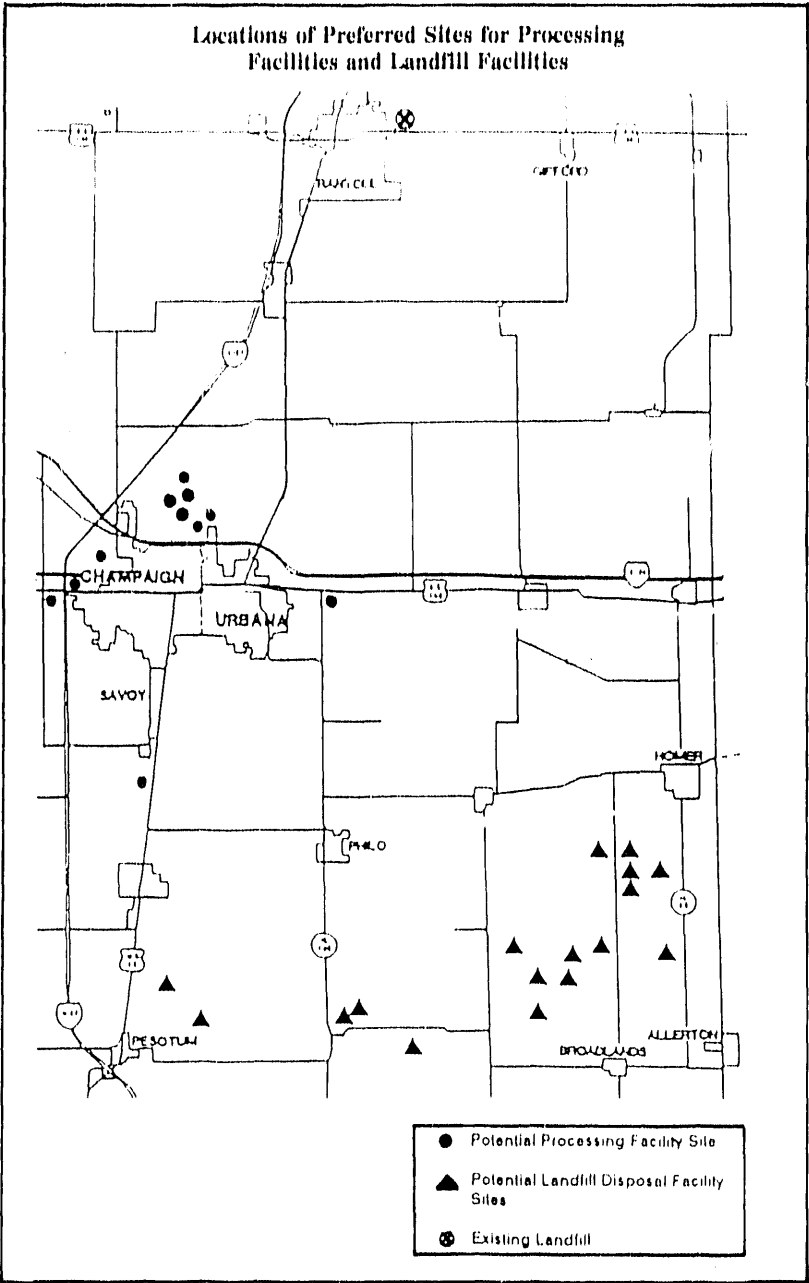 Locations of Preferred Sites for Processing
Facilities and Landfill Facilities
CHAMPAIGN
URBANA
SAVOY
HOMER
PHILO
PESOTUM
ALLERTON
BROADLANDS
Potential Processing Facility Site
Potential Landfill Disposal Facility
Sites
Existing Landfill